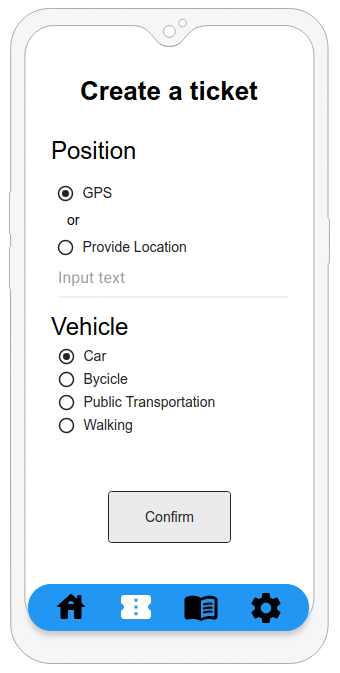 Create a ticket
Position
GPS
or
Provide Location
Input text
Vehicle
Car
Bycicle
Public Transportation
Walking
Confirm